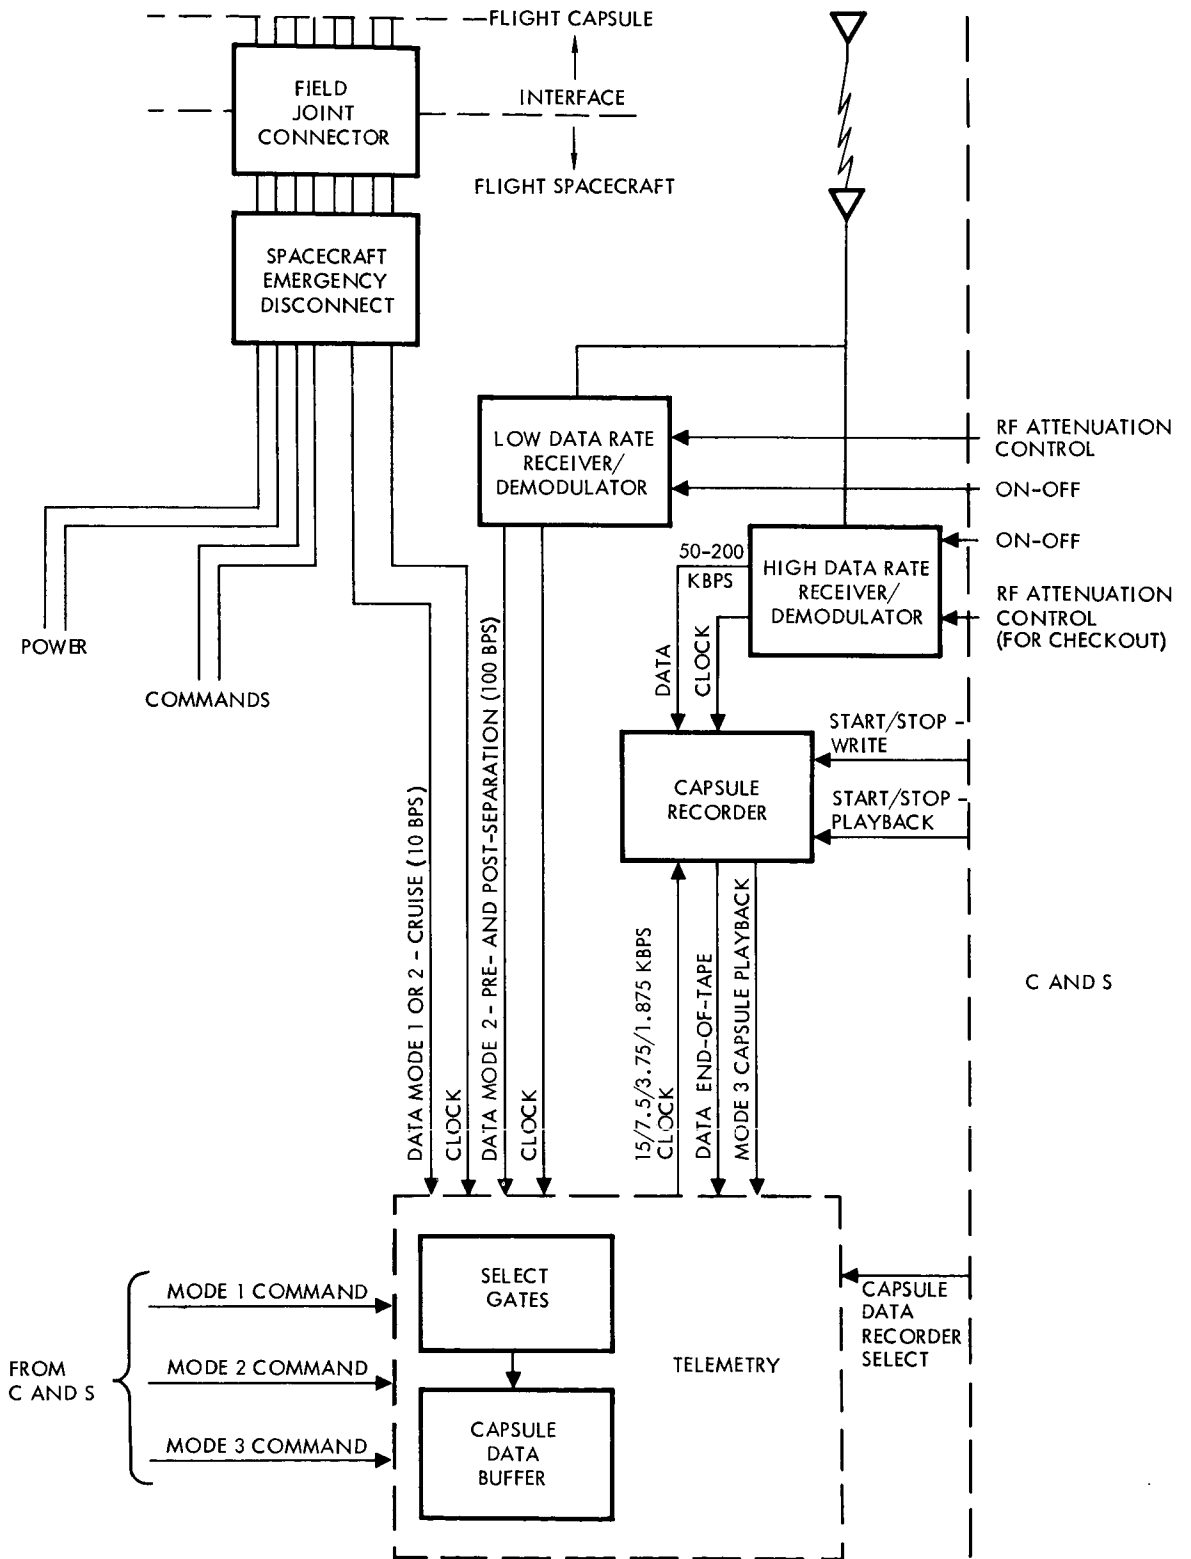 FLIGHT CAPSULE
FIELD
JOINT
CONNECTOR
INTERFACE
FLIGHT SPACECRAFT
SPACECRAFT
EMERGENCY
DISCONNECT
LOW DATA RATE
RECEIVER/
DEMODULATOR
RF ATTENUATION
CONTROL
ON-OFF
ON-OFF
50-200
KBPS
HIGH DATA RATE
RECEIVER/
DEMODULATOR
RF ATTENUATION
CONTROL
(FOR CHECKOUT)
POWER
COMMANDS
DATA
CLOCK
START/STOP -
WRITE
CAPSULE
RECORDER
START/STOP -
PLAYBACK
DATA MODE 1 OR 2 - CRUISE (10 BPS)
CLOCK
DATA MODE 2 - PRE- AND POST-SEPARATION (100 BPS)
CLOCK
15/7.5/3.75/1.875 KBPS
CLOCK
DATA END-OF-TAPE
MODE 3 CAPSULE PLAYBACK
C AND S
SELECT
GATES
MODE 1 COMMAND
CAPSULE
DATA
RECORDER
SELECT
FROM
C AND S
MODE 2 COMMAND
TELEMETRY
MODE 3 COMMAND
CAPSULE
DATA
BUFFER